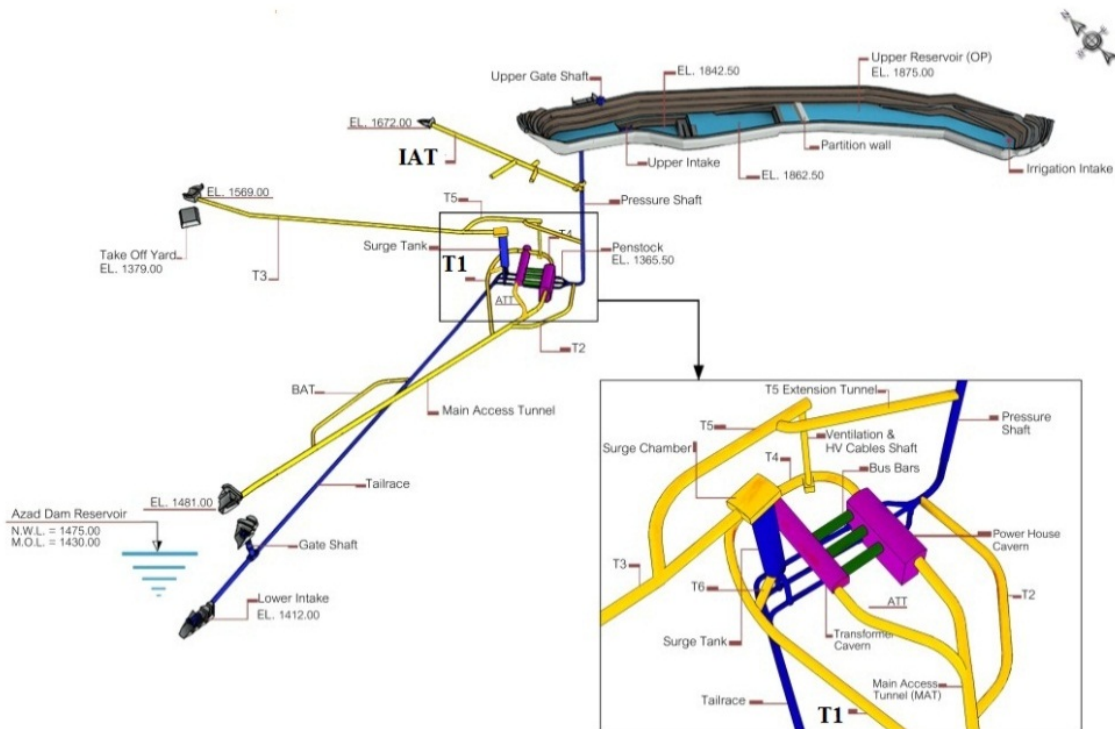 Upper Reservoir (OP)
EL. 1875.00
EL. 1842.50
Upper Gate Shaft
EL. 1672.00
IAT
Partition wall
Upper Intake
Irrigation Intake
EL. 1862.50
EL. 1569.00
T5
Pressure Shaft
T4
Surge Tank
Penstock
EL. 1365.50
Take Off Yard
EL. 1379.00
T3
T1
ATT
T2
BAT
Main Access Tunnel
T5 Extension Tunnel
Pressure
Shaft
T5
Surge Chamber
Ventilation &
HV Cables Shaft
T4
Bus Bars
Tailrace
EL. 1481.00
Azad Dam Reservoir
N.W.L. = 1475.00
M.O.L. = 1430.00
Gate Shaft
Power House
Cavern
T3
T6
ATT
T2
Lower Intake
EL. 1412.00
Surge Tank
Transformer
Cavern
Main Access
Tunnel (MAT)
Tailrace
T1